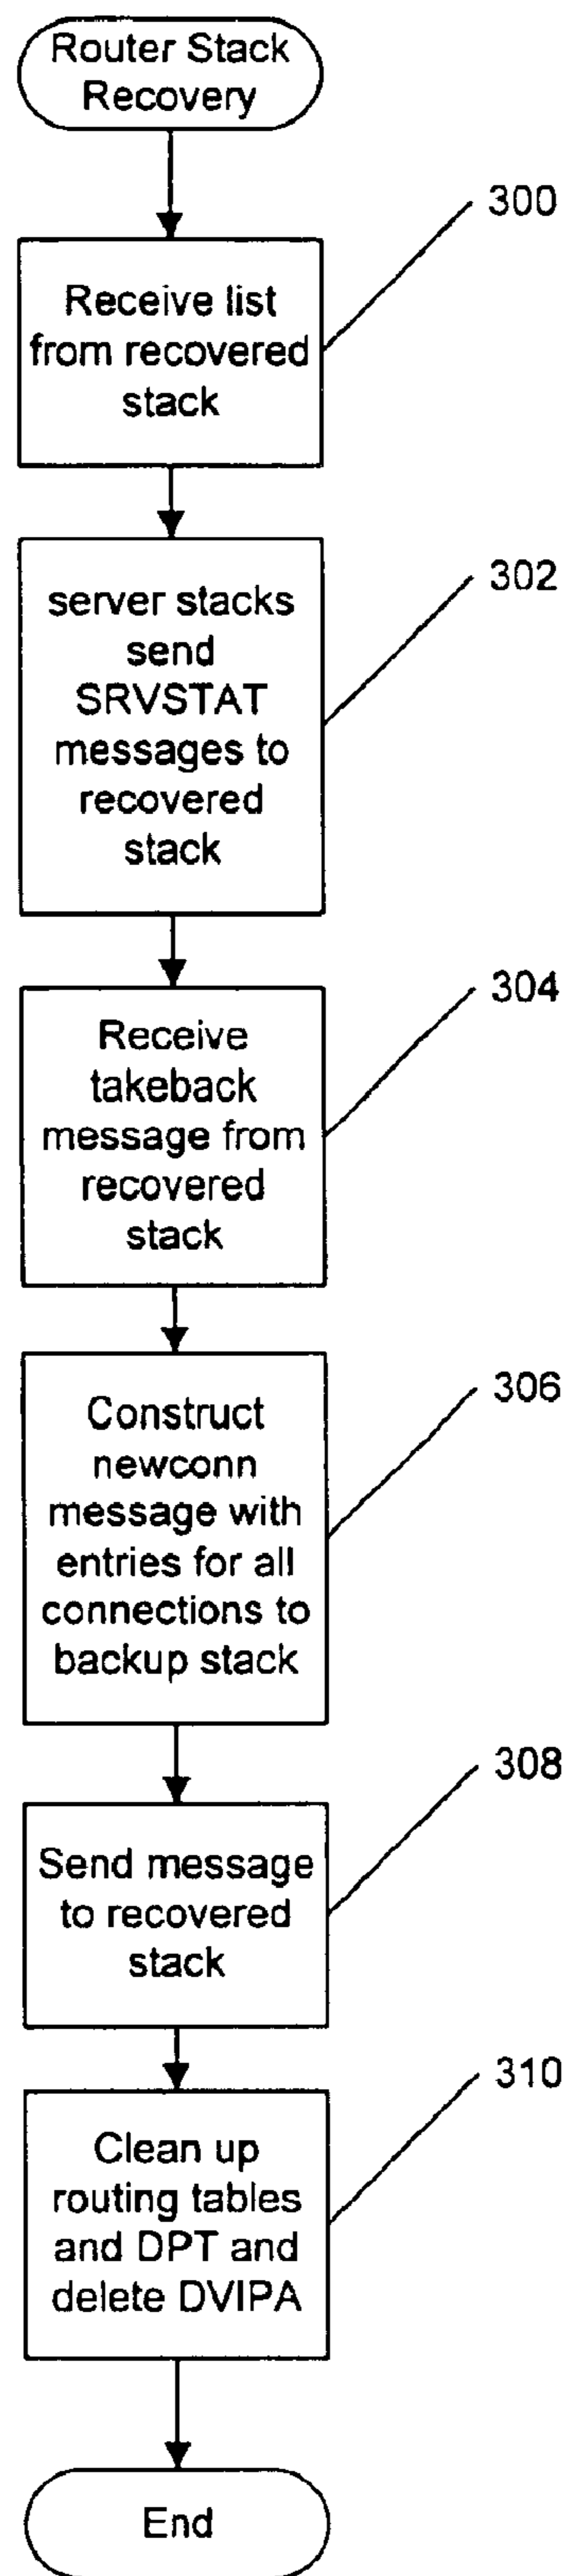 Router Stack
Recovery
300
Receive list
from recovered
stack
302
server stacks
send
SRVSTAT
messages to
recovered
stack
304
Receive
takeback
message from
recovered
stack
306
Construct
newconn
message with
entries for all
connections to
backup stack
308
Send message
to recovered
stack
310
Clean up
routing tables
and DPT and
delete DVIPA
End